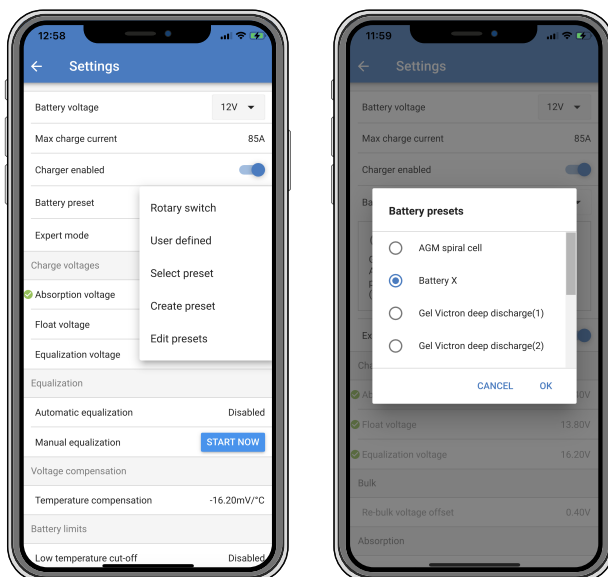 12:58
Settings
Battery voltage 12V
Max charge current 85A
Charger enabled
Battery preset
Expert mode
Rotary switch
User defined
Select preset
Create preset
Edit presets
Charge voltages
Absorption voltage
Float voltage
Equalization voltage
Equalization
Automatic equalization Disabled
Manual equalization START NOW
Voltage compensation
Temperature compensation -16.20mV/°C
Battery limits
Low temperature cut-off Disabled
11:59
Settings
Battery voltage 12V
Max charge current 85A
Charger enabled
Ba
Battery presets
AGM spiral cell
Battery X
Gel Victron deep discharge(1)
Gel Victron deep discharge(2)
CANCEL OK
Ex
Ch
Ab
Float voltage 13.80V
Equalization voltage 16.20V
Bulk
Re-bulk voltage offset 0.40V
Absorption